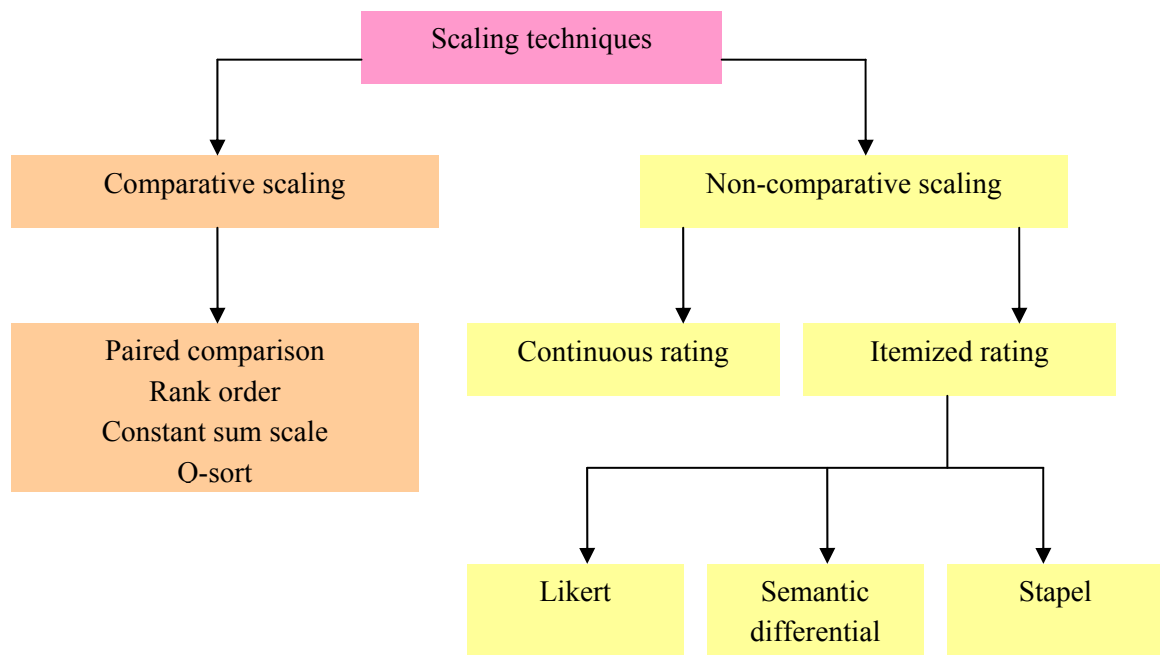 Scaling techniques
Comparative scaling
Non-comparative scaling
Paired comparison
Rank order
Constant sum scale
O-sort
Continuous rating
Itemized rating
Likert
Semantic
differential
Stapel